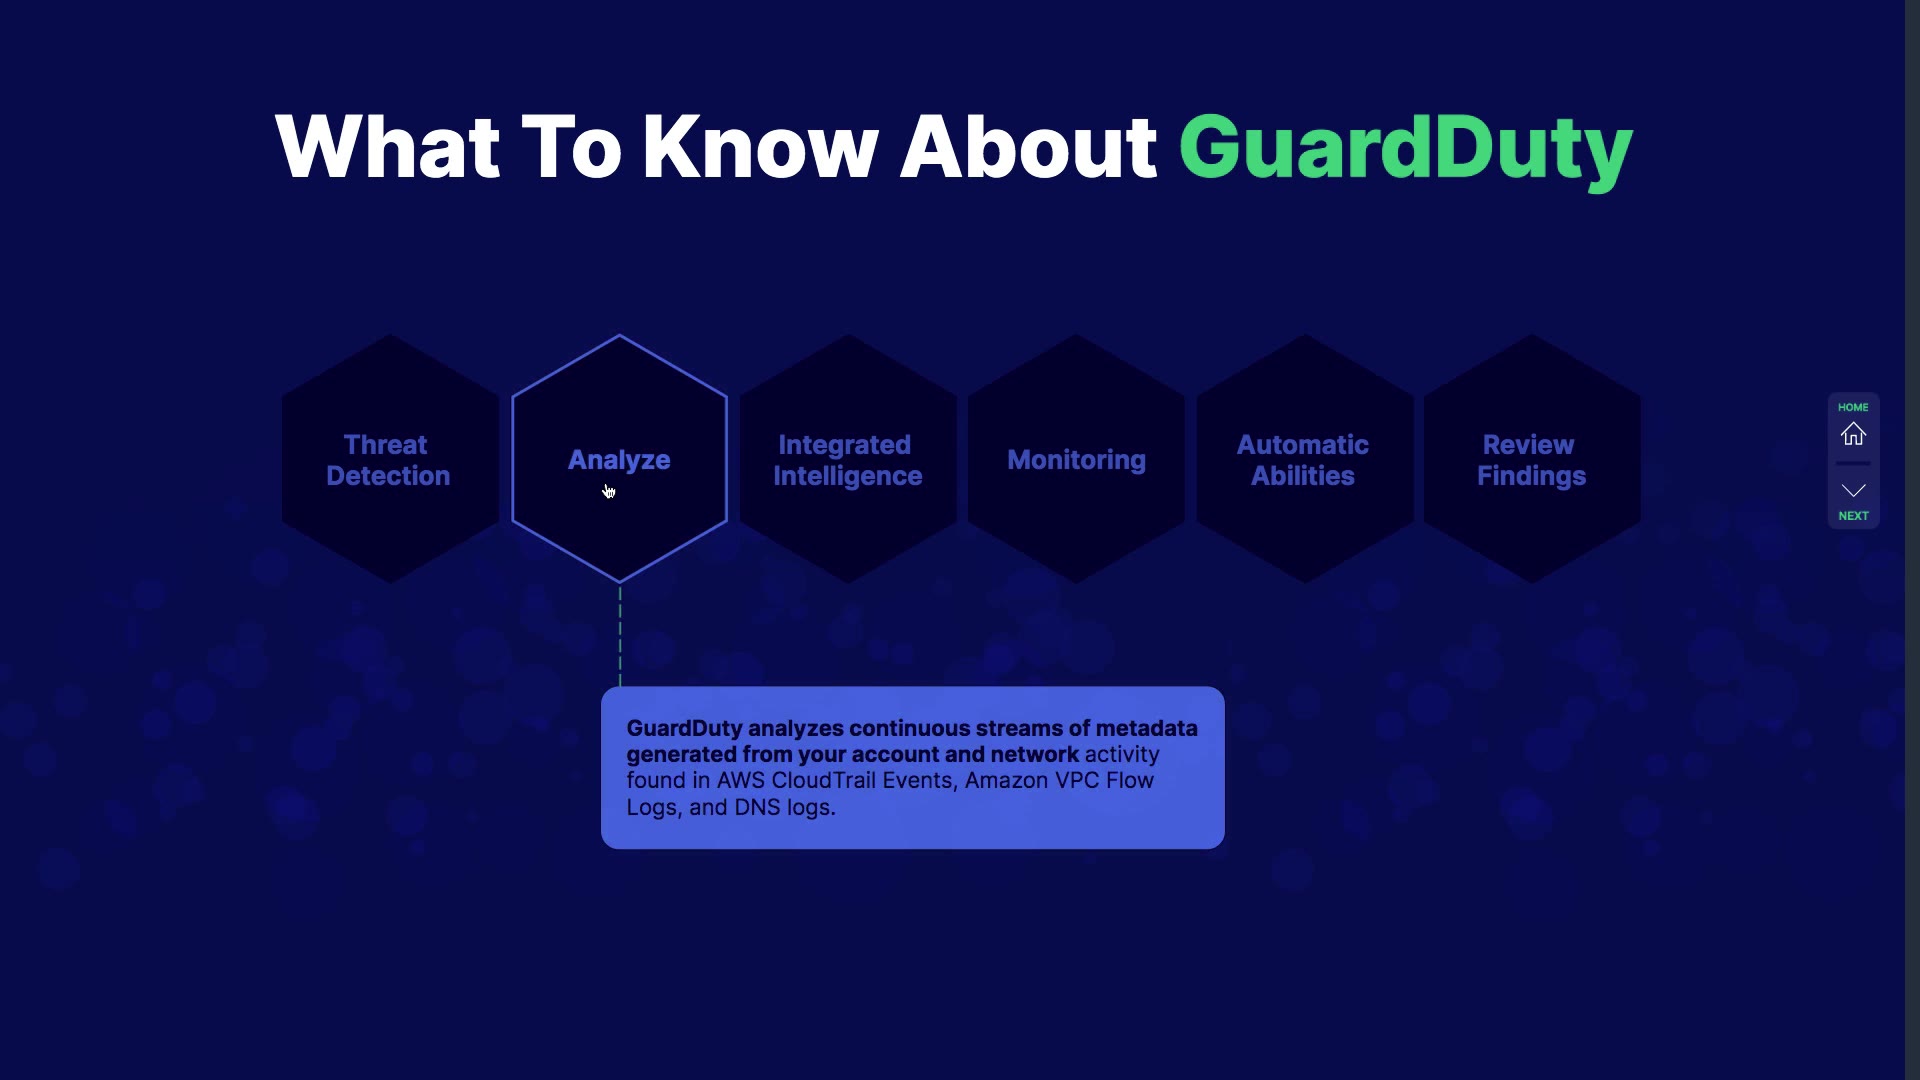 What To Know About GuardDuty
Threat
Detection
Analyze
Integrated
Intelligence
Monitoring
Automatic
Abilities
Review
Findings
HOME
NEXT
GuardDuty analyzes continuous streams of metadata
generated from your account and network activity
found in AWS CloudTrail Events, Amazon VPC Flow
Logs, and DNS logs.